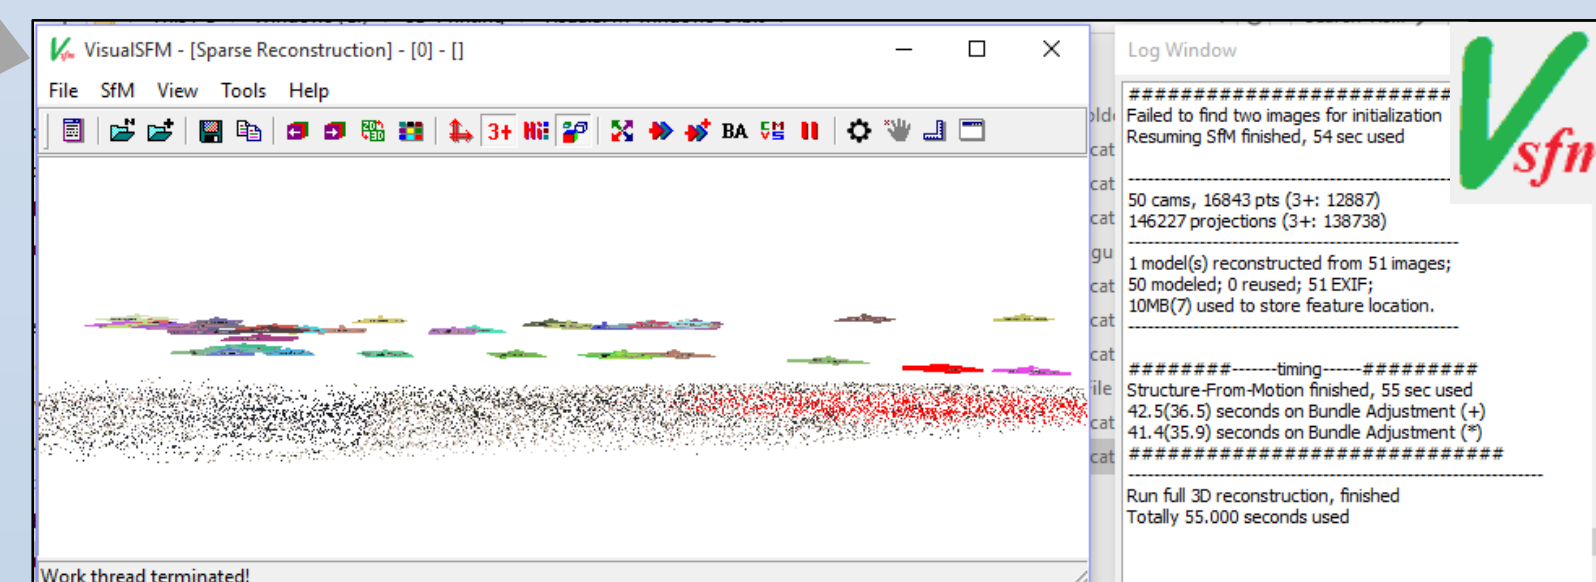 VisualSFM - [Sparse Reconstruction] - [0] - []
File SfM View Tools Help
3+ BA
Work thread terminated!
Log Window
##########################
Failed to find two images for initialization
Resuming SfM finished, 54 sec used
----------------------------------------------------
50 cams, 16843 pts (3+: 12887)
146227 projections (3+: 138738)
----------------------------------------------------
1 model(s) reconstructed from 51 images;
50 modeled; 0 reused; 51 EXIF;
10MB(7) used to store feature location.
----------------------------------------------------
########-------timing------#########
Structure-From-Motion finished, 55 sec used
42.5(36.5) seconds on Bundle Adjustment (+)
41.4(35.9) seconds on Bundle Adjustment (*)
#############################
----------------------------------------------------------------
Run full 3D reconstruction, finished
Totally 55.000 seconds used
Vsfm